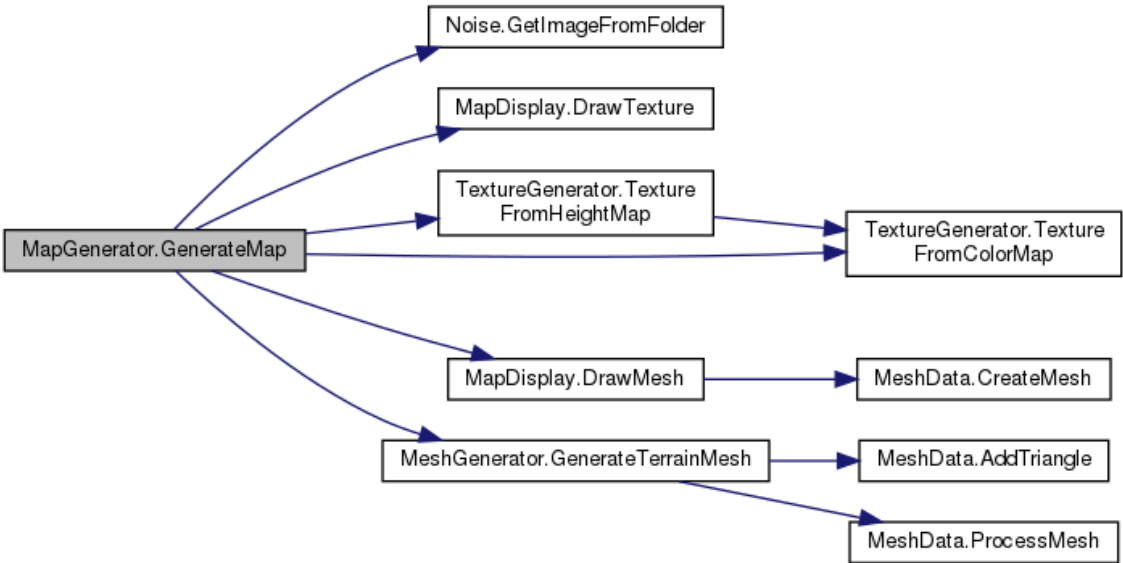 Noise.GetImageFromFolder
MapDisplay.DrawTexture
TextureGenerator.Texture
FromHeightMap
TextureGenerator.Texture
FromColorMap
MapGenerator.GenerateMap
MapDisplay.DrawMesh
MeshData.CreateMesh
MeshGenerator.GenerateTerrainMesh
MeshData.AddTriangle
MeshData.ProcessMesh